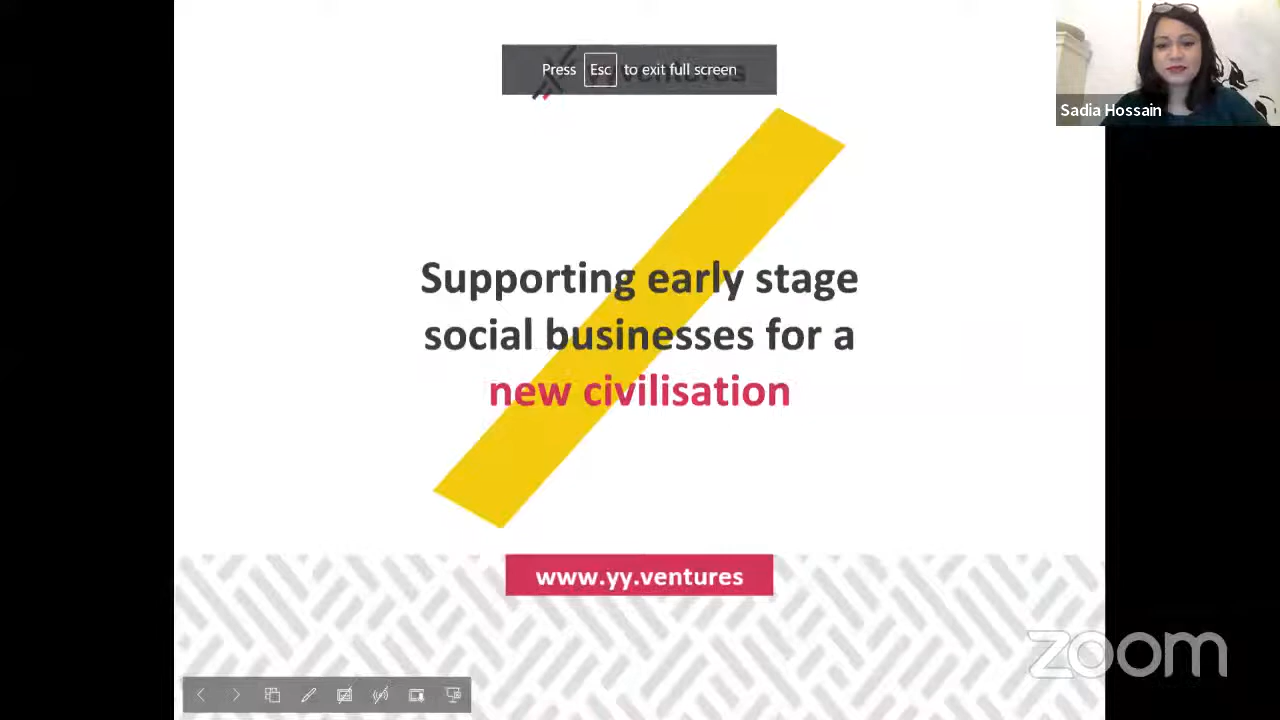 Press Esc to exit full screen
Sadia Hossain
Supporting early stage
social businesses for a
new civilisation
www.yy.ventures
zoom